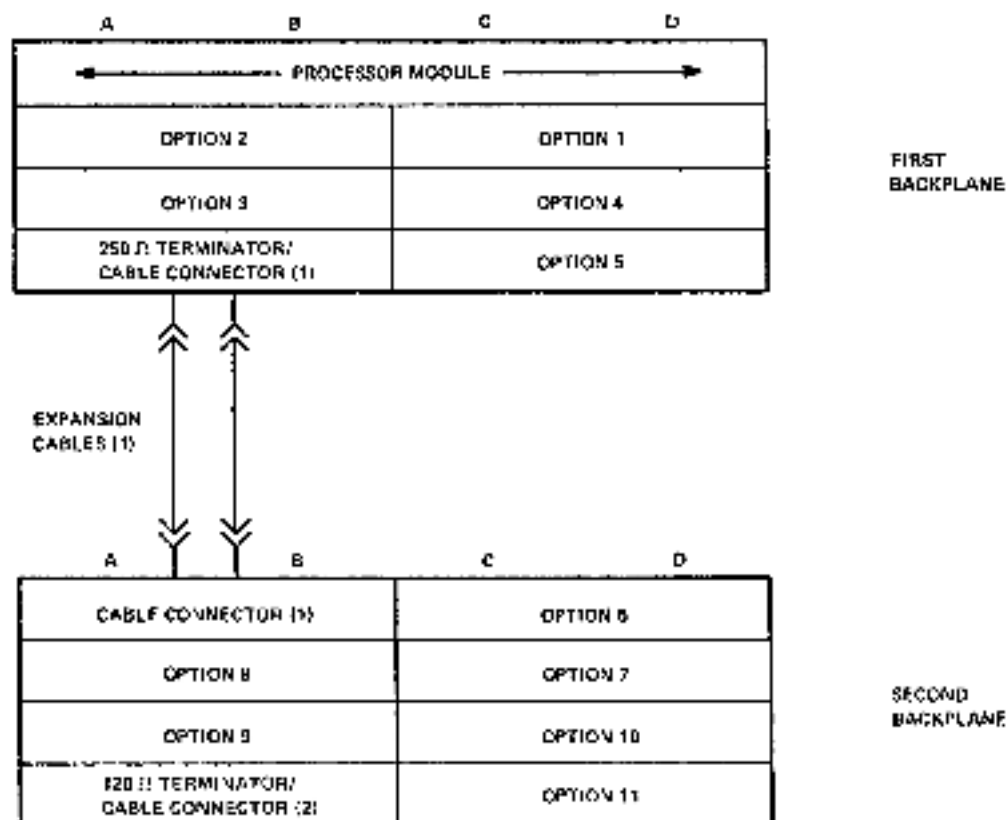 A B C D
PROCESSOR MODULE
OPTION 2 OPTION 1
FIRST
BACKPLANE
OPTION 3 OPTION 4
250 Ω TERMINATOR/
CABLE CONNECTOR (1)
OPTION 5
EXPANSION
CABLES (1)
A B C D
CABLE CONNECTOR (1) OPTION 6
OPTION 8 OPTION 7
SECOND
BACKPLANE
OPTION 9 OPTION 10
120 Ω TERMINATOR/
CABLE CONNECTOR (2)
OPTION 11